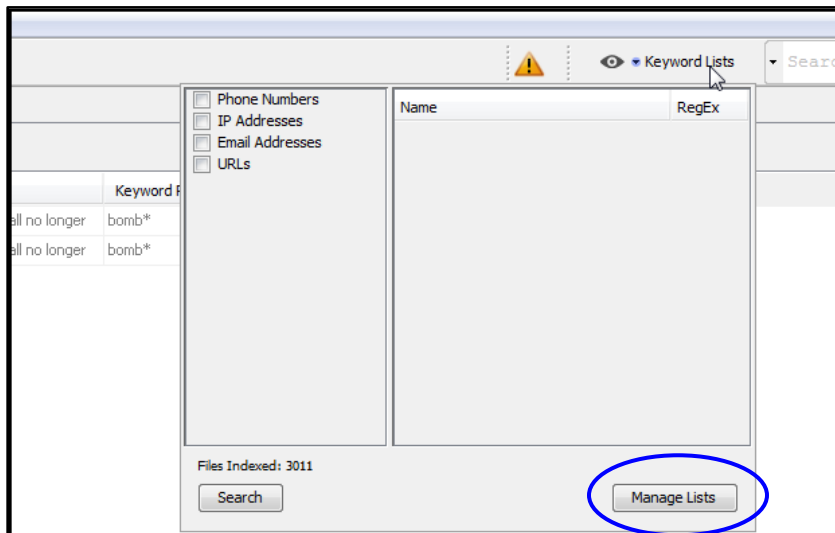 Keyword Lists
Searc
Phone Numbers
IP Addresses
Email Addresses
URLs
Name RegEx
Keyword P
all no longer bomb*
all no longer bomb*
Files Indexed: 3011
Search Manage Lists